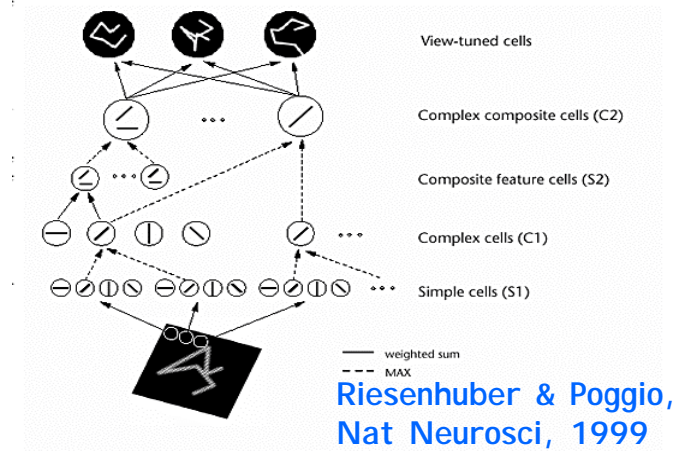 View-tuned cells
Complex composite cells (C2)
Composite feature cells (S2)
Complex cells (C1)
Simple cells (S1)
weighted sum
MAX
Riesenhuber & Poggio,
Nat Neurosci, 1999